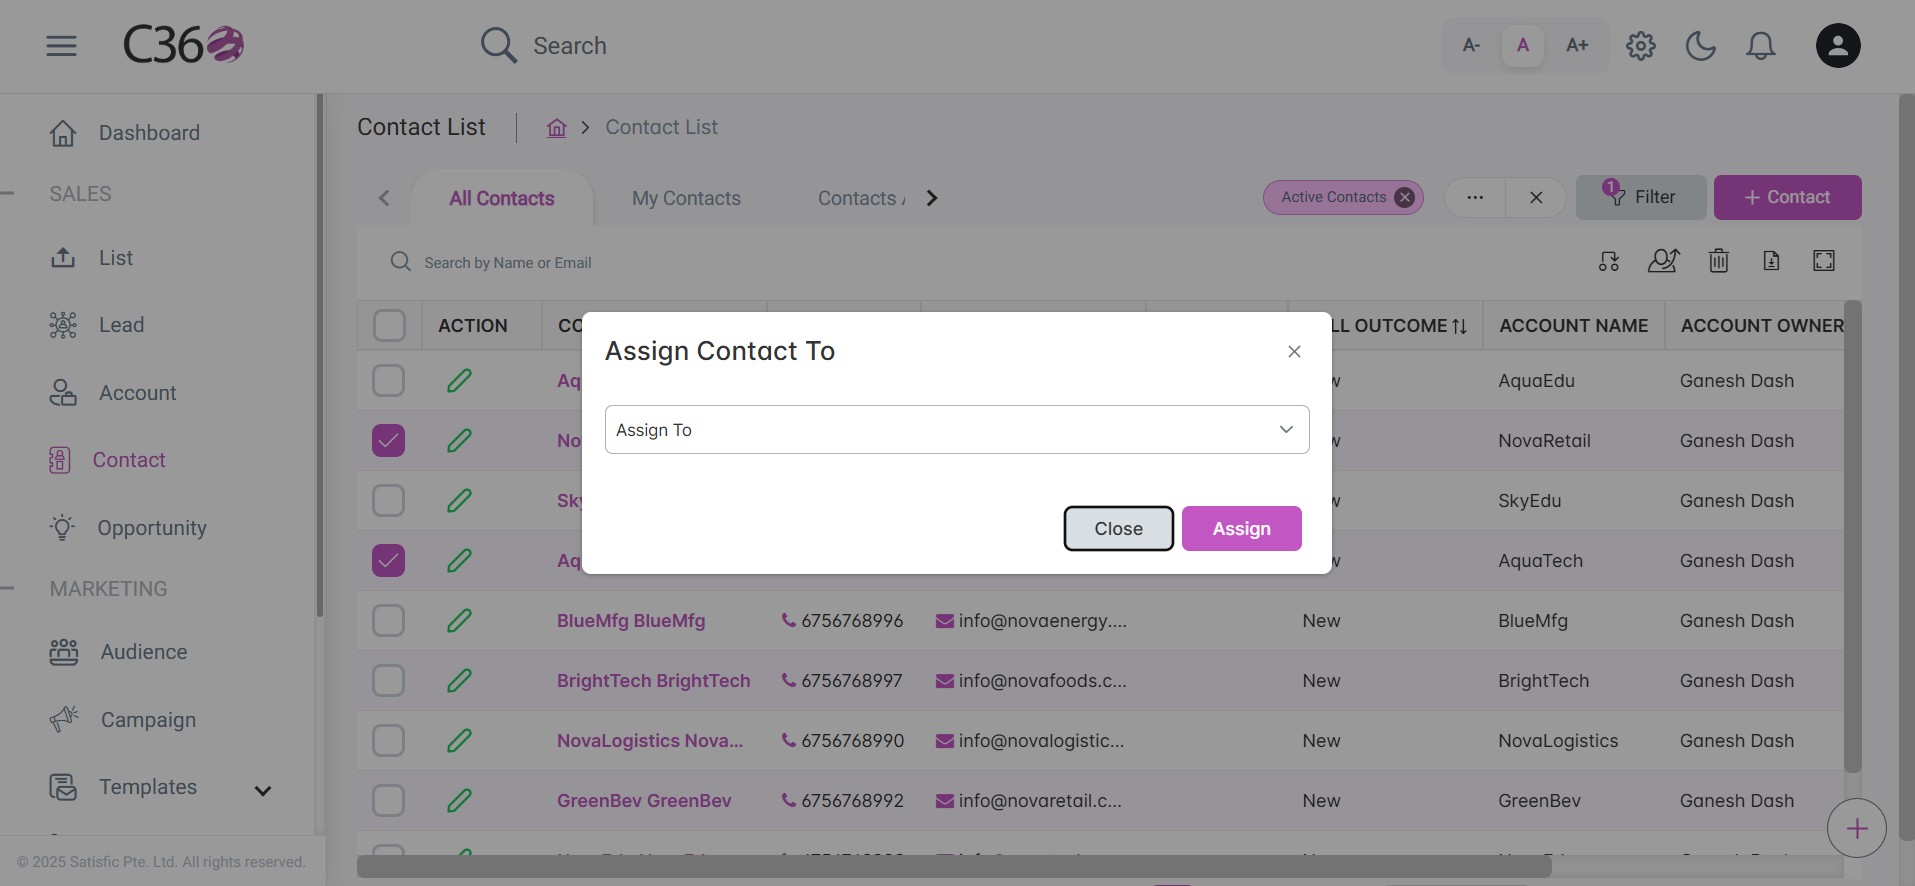 C360
Search
A-
A
A+
Dashboard
SALES
List
Lead
Account
Contact
Opportunity
MARKETING
Audience
Campaign
Templates
© 2025 Satisfic Pte. Ltd. All rights reserved.
Contact List
Contact List
All Contacts
My Contacts
Contacts
Active Contacts
...
1
Filter
+ Contact
Search by Name or Email
ACTION
CO
LL OUTCOME
ACCOUNT NAME
ACCOUNT OWNER
Aq
AquaEdu
Ganesh Dash
No
NovaRetail
Ganesh Dash
Sky
SkyEdu
Ganesh Dash
Aq
AquaTech
Ganesh Dash
BlueMfg BlueMfg
6756768996
info@novaenergy....
New
BlueMfg
Ganesh Dash
BrightTech BrightTech
6756768997
info@novafoods.c...
New
BrightTech
Ganesh Dash
NovaLogistics Nova...
6756768990
info@novalogistic...
New
NovaLogistics
Ganesh Dash
GreenBev GreenBev
6756768992
info@novaretail.c...
New
GreenBev
Ganesh Dash
Assign Contact To
Assign To
Close
Assign